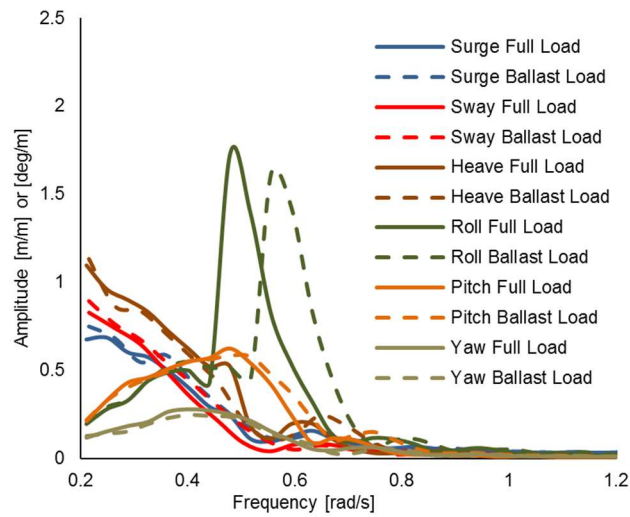 2.5
2
1.5
1
0.5
0
Amplitude [m/m] or [deg/m]
Surge Full Load
Surge Ballast Load
Sway Full Load
Sway Ballast Load
Heave Full Load
Heave Ballast Load
Roll Full Load
Roll Ballast Load
Pitch Full Load
Pitch Ballast Load
Yaw Full Load
Yaw Ballast Load
0.2 0.4 0.6 0.8 1 1.2
Frequency [rad/s]